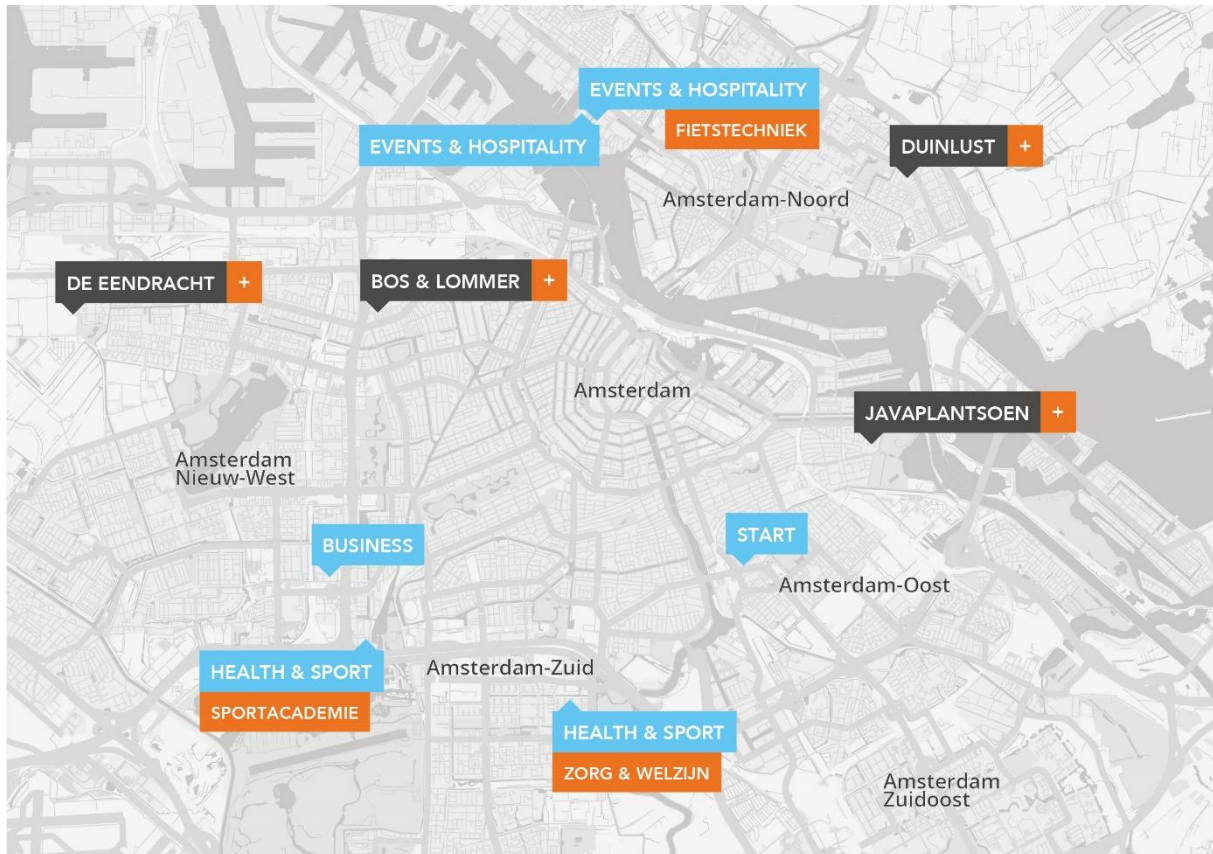 EVENTS & HOSPITALITY
FIETSTECHNIEK
EVENTS & HOSPITALITY
DUINLUST +
Amsterdam-Noord
DE EENDRACHT +
BOS & LOMMER +
Amsterdam
JAVAPLANTSOEN +
Amsterdam
Nieuw-West
BUSINESS
START
Amsterdam-Oost
HEALTH & SPORT
SPORTACADEMIE
Amsterdam-Zuid
HEALTH & SPORT
ZORG & WELZIJN
Amsterdam
Zuidoost